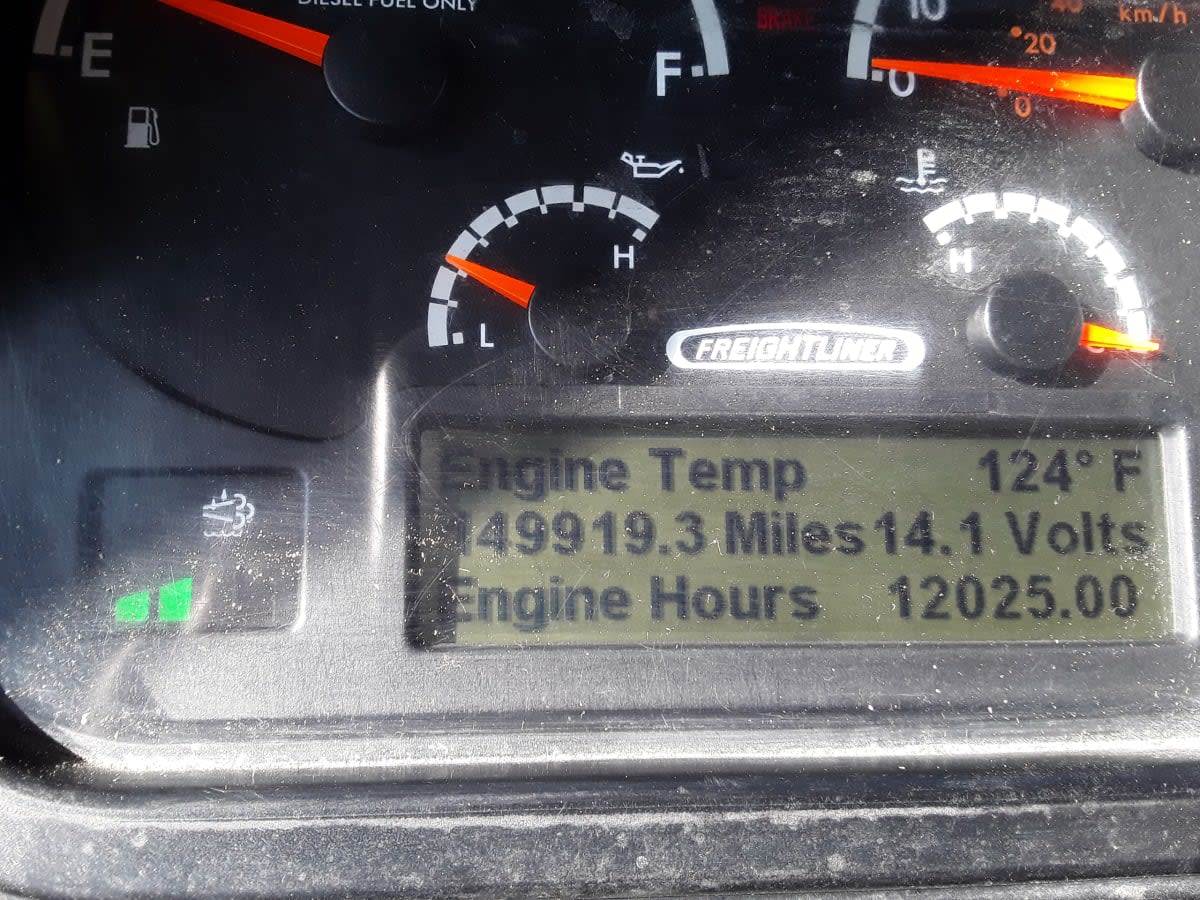 DIESEL FUEL ONLY
E
F
BRAKE
10
0
40
km/h
20
0
H
L
H
FREIGHTLINER
Engine Temp 124° F
149919.3 Miles 14.1 Volts
Engine Hours 12025.00